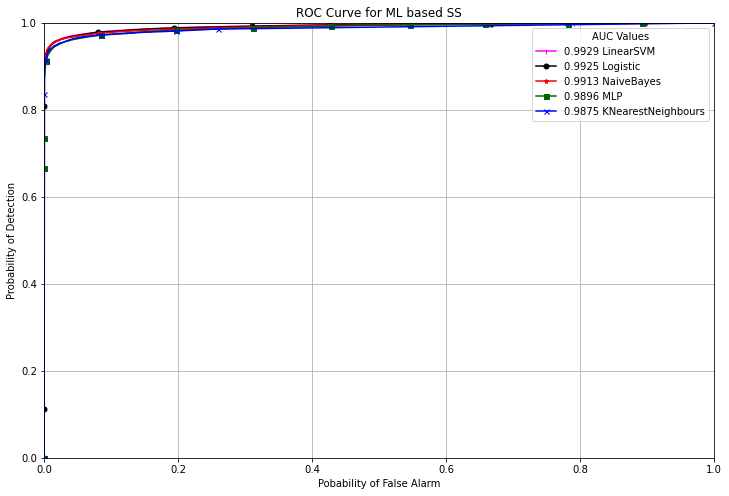 ROC Curve for ML based SS
1.0
0.8
0.6
0.4
0.2
0.0
Probability of Detection
AUC Values
0.9929 LinearSVM
0.9925 Logistic
0.9913 NaiveBayes
0.9896 MLP
0.9875 KNearestNeighbours
0.0 0.2 0.4 0.6 0.8 1.0
Pobability of False Alarm